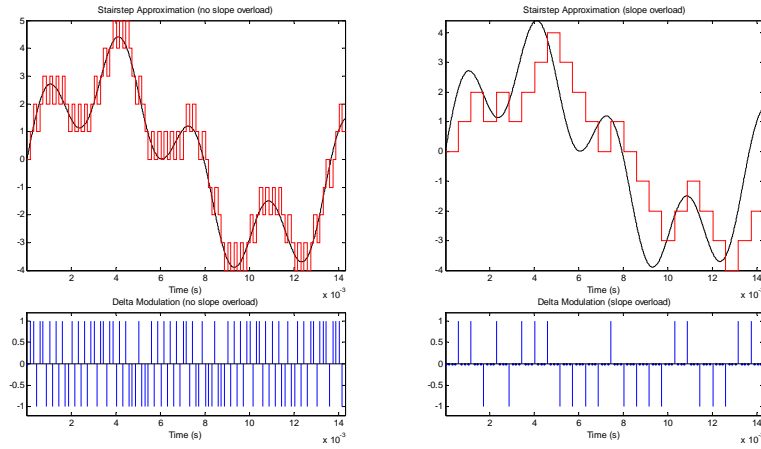 Stairstep Approximation (no slope overload)
5
4
3
2
1
0
-1
-2
-3
-4
2 4 6 8 10 12 14
Time (s)
x 10^-3
Delta Modulation (no slope overload)
1
0.5
0
-0.5
-1
2 4 6 8 10 12 14
Time (s)
x 10^-3
Stairstep Approximation (slope overload)
4
3
2
1
0
-1
-2
-3
-4
2 4 6 8 10 12 14
Time (s)
x 10^-3
Delta Modulation (slope overload)
1
0.5
0
-0.5
-1
2 4 6 8 10 12 14
Time (s)
x 10^-3